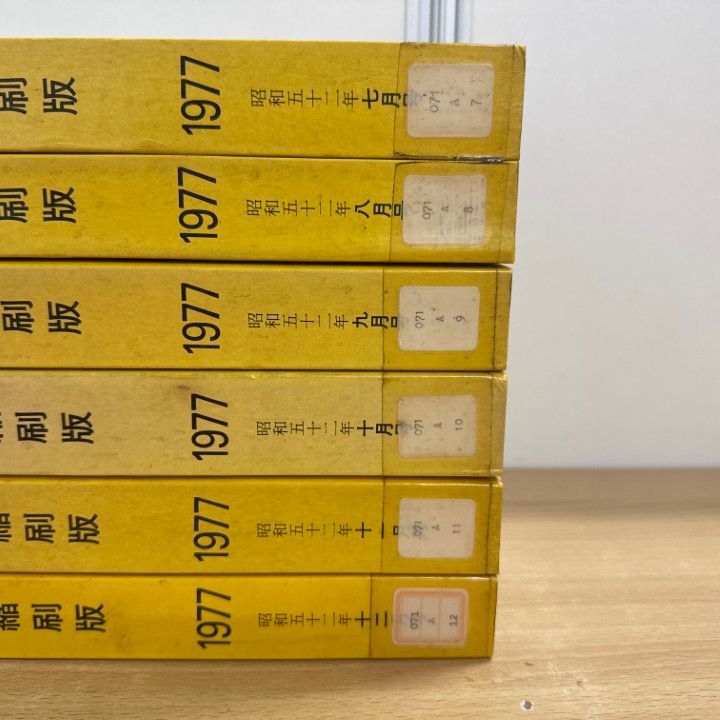 刷版 1977 昭和五十二年七月号 071 A 7
刷版 1977 昭和五十二年八月号 071 A 8
刷版 1977 昭和五十二年九月号 071 A 9
刷版 1977 昭和五十二年十月号 071 A 10
縮刷版 1977 昭和五十二年十一月 071 A 11
縮刷版 1977 昭和五十二年十二 071 A 12